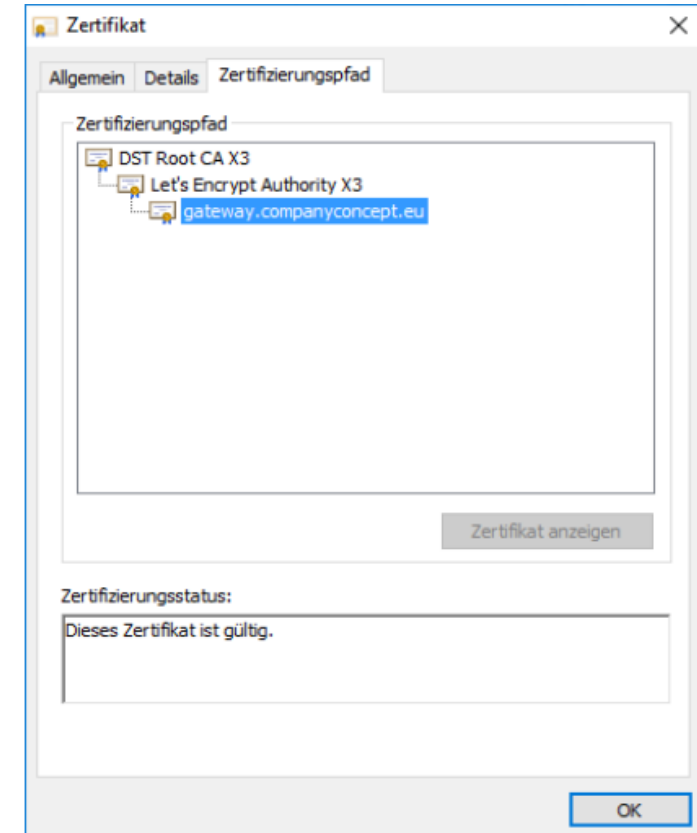 Zertifikat
Allgemein Details Zertifizierungspfad
Zertifizierungspfad
DST Root CA X3
Let's Encrypt Authority X3
gateway.companyconcept.eu
Zertifikat anzeigen
Zertifizierungsstatus:
Dieses Zertifikat ist gültig.
OK